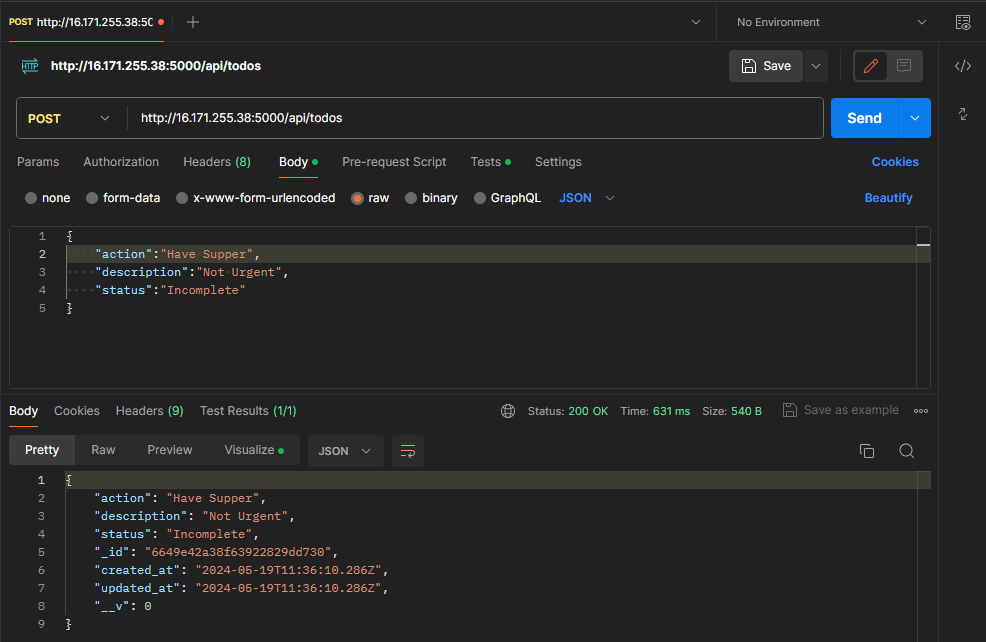 POST http://16.171.255.38:50
No Environment
HTTP http://16.171.255.38:5000/api/todos
Save
POST http://16.171.255.38:5000/api/todos
Send
Params Authorization Headers (8) Body Pre-request Script Tests Settings Cookies
none form-data x-www-form-urlencoded raw binary GraphQL JSON Beautify
1 {
2 "action":"Have Supper",
3 "description":"Not Urgent",
4 "status":"Incomplete"
5 }
Body Cookies Headers (9) Test Results (1/1) Status: 200 OK Time: 631 ms Size: 540 B Save as example
Pretty Raw Preview Visualize JSON
1 {
2 "action": "Have Supper",
3 "description": "Not Urgent",
4 "status": "Incomplete",
5 "_id": "6649e42a38f63922829dd730",
6 "created_at": "2024-05-19T11:36:10.286Z",
7 "updated_at": "2024-05-19T11:36:10.286Z",
8 "__v": 0
9 }